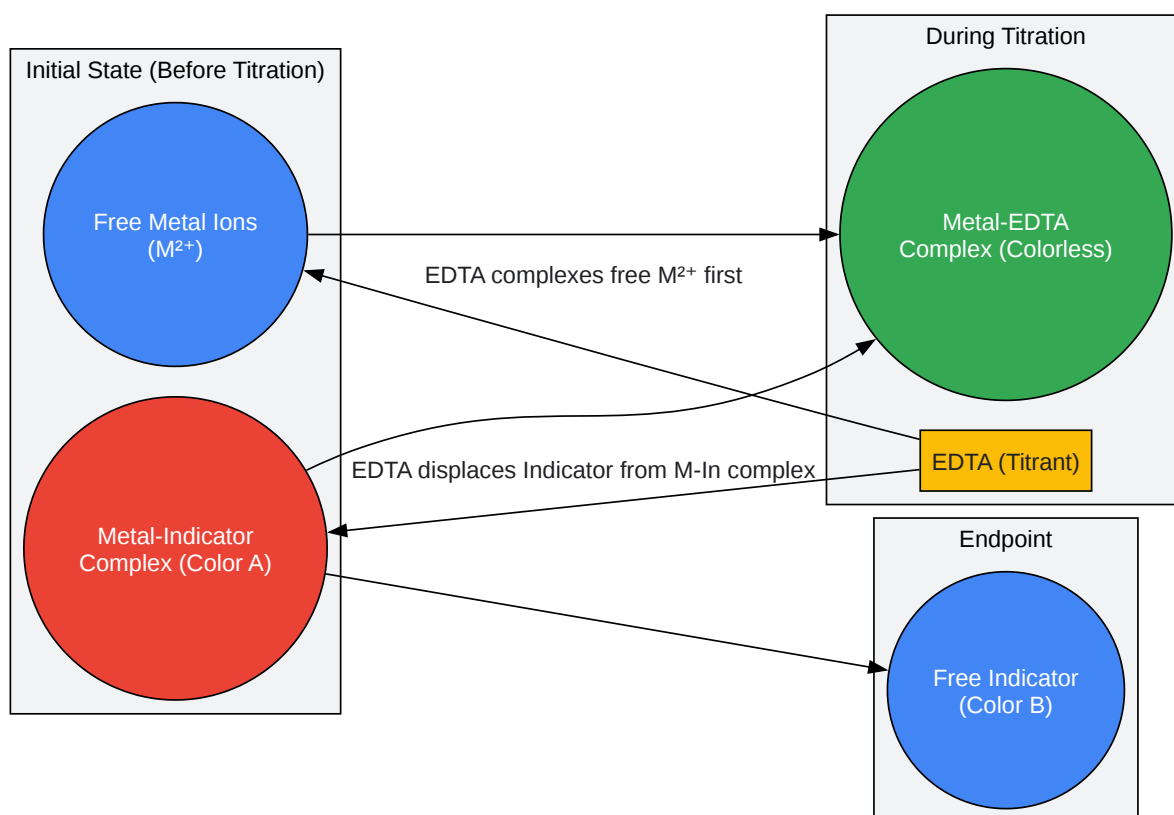 Initial State (Before Titration)
Free Metal Ions
(M²⁺)
Metal-Indicator
Complex (Color A)
EDTA complexes free M²⁺ first
EDTA displaces Indicator from M-In complex
During Titration
Metal-EDTA
Complex (Colorless)
EDTA (Titrant)
Endpoint
Free Indicator
(Color B)